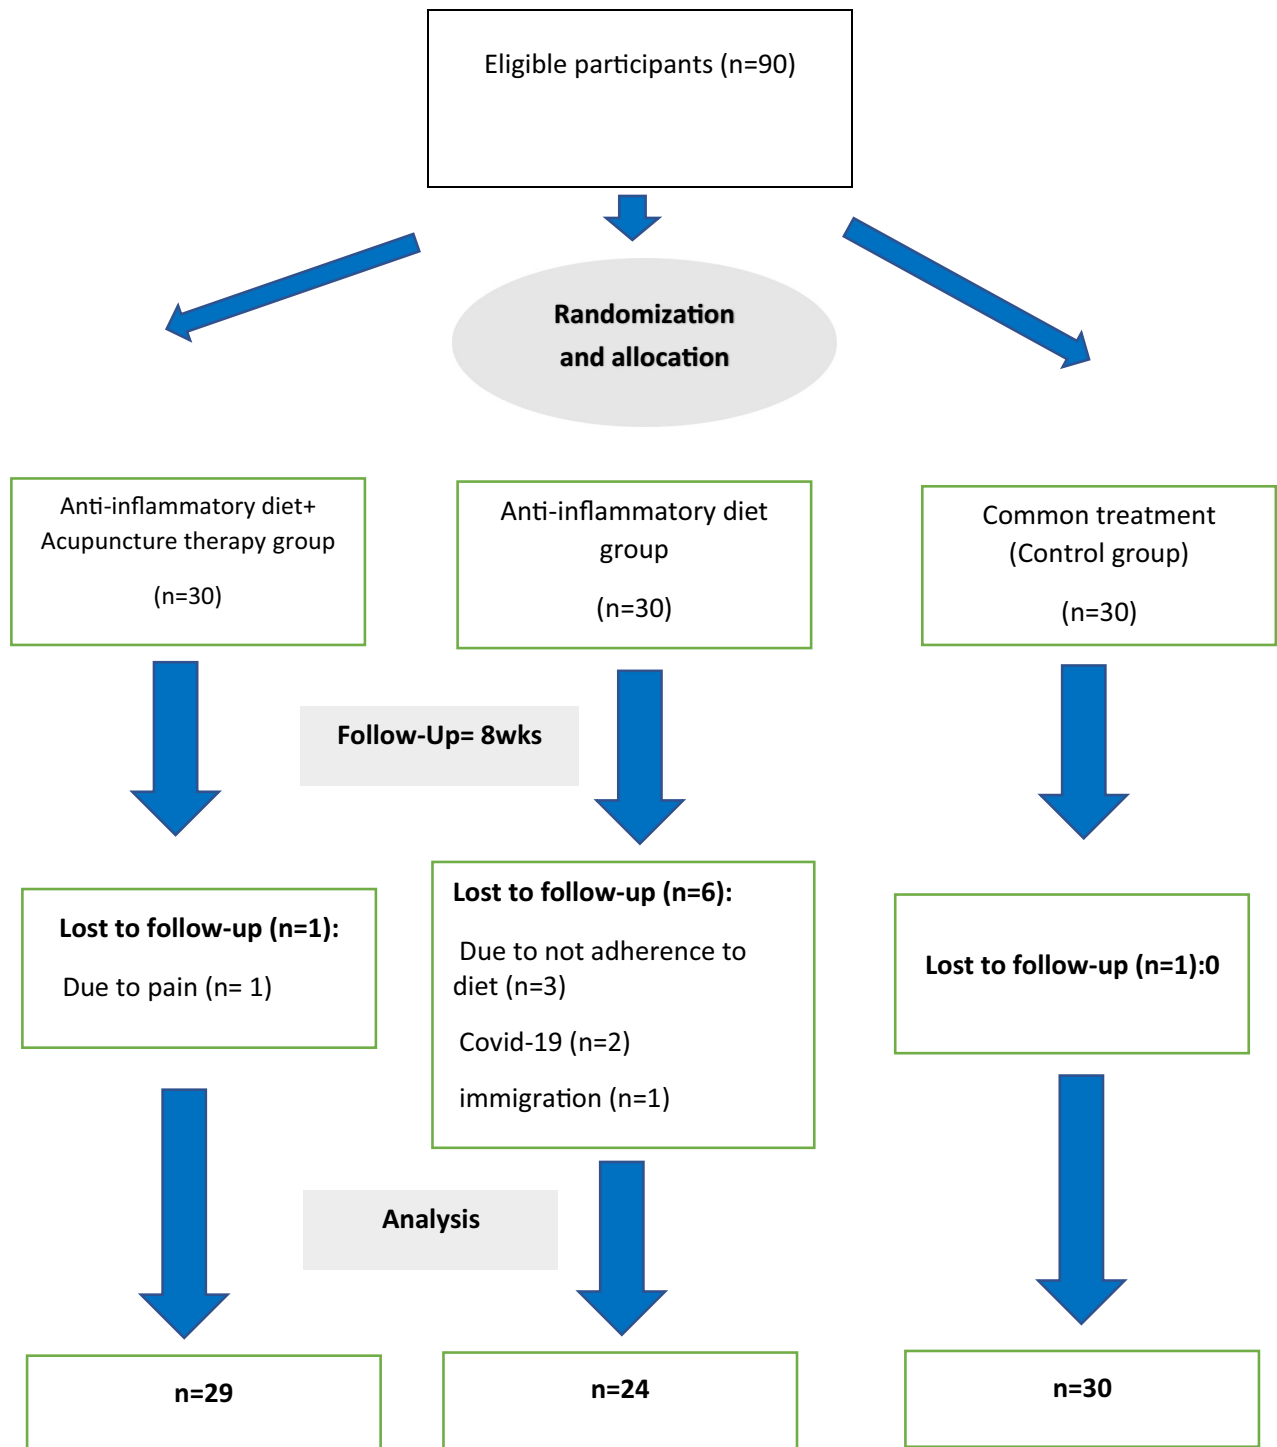 Eligible participants (n=90)
Randomization
and allocation
Anti-inflammatory diet+
Acupuncture therapy group
(n=30)
Anti-inflammatory diet
group
(n=30)
Common treatment
(Control group)
(n=30)
Follow-Up= 8wks
Lost to follow-up (n=1):
Due to pain (n= 1)
Lost to follow-up (n=6):
Due to not adherence to
diet (n=3)
Covid-19 (n=2)
immigration (n=1)
Lost to follow-up (n=1):0
Analysis
n=29
n=24
n=30